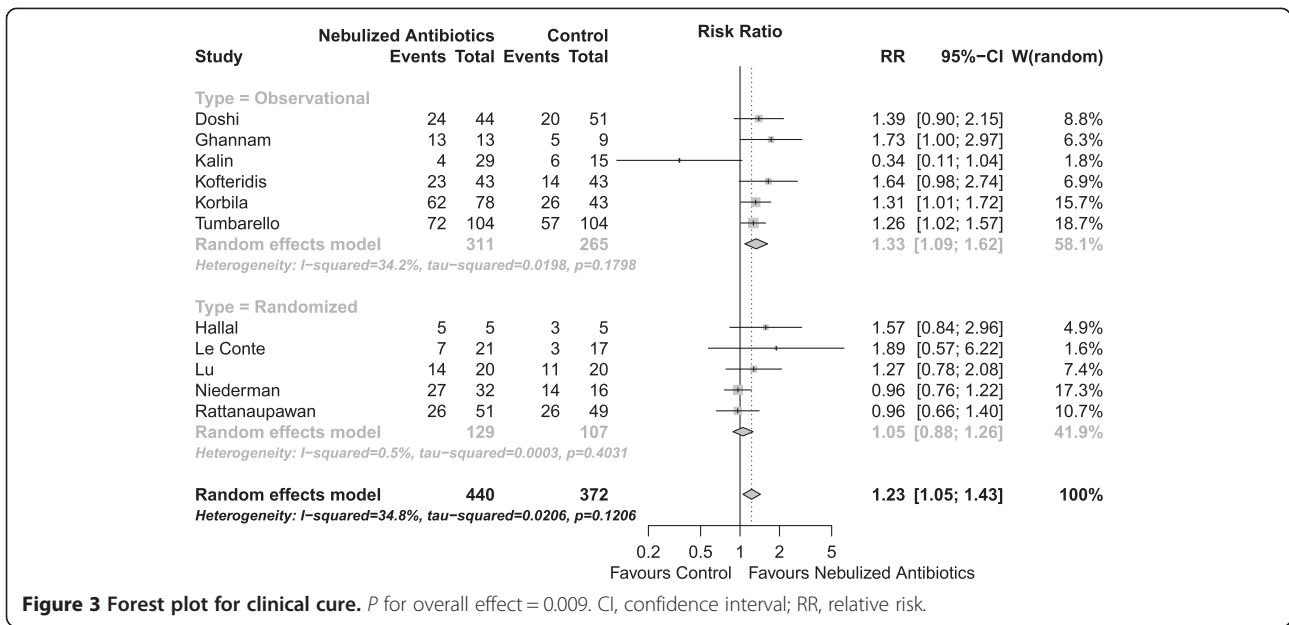 Nebulized Antibiotics Control Risk Ratio
Study Events Total Events Total RR 95%−CI W(random)
Type = Observational
Doshi 24 44 20 51 1.39 [0.90; 2.15] 8.8%
Ghannam 13 13 5 9 1.73 [1.00; 2.97] 6.3%
Kalin 4 29 6 15 0.34 [0.11; 1.04] 1.8%
Kofteridis 23 43 14 43 1.64 [0.98; 2.74] 6.9%
Korbila 62 78 26 43 1.31 [1.01; 1.72] 15.7%
Tumbarello 72 104 57 104 1.26 [1.02; 1.57] 18.7%
Random effects model 311 265 1.33 [1.09; 1.62] 58.1%
Heterogeneity: I−squared=34.2%, tau−squared=0.0198, p=0.1798
Type = Randomized
Hallal 5 5 3 5 1.57 [0.84; 2.96] 4.9%
Le Conte 7 21 3 17 1.89 [0.57; 6.22] 1.6%
Lu 14 20 11 20 1.27 [0.78; 2.08] 7.4%
Niederman 27 32 14 16 0.96 [0.76; 1.22] 17.3%
Rattanaupawan 26 51 26 49 0.96 [0.66; 1.40] 10.7%
Random effects model 129 107 1.05 [0.88; 1.26] 41.9%
Heterogeneity: I−squared=0.5%, tau−squared=0.0003, p=0.4031
Random effects model 440 372 1.23 [1.05; 1.43] 100%
Heterogeneity: I−squared=34.8%, tau−squared=0.0206, p=0.1206
0.2 0.5 1 2 5
Favours Control Favours Nebulized Antibiotics
Figure 3 Forest plot for clinical cure. P for overall effect = 0.009. CI, confidence interval; RR, relative risk.